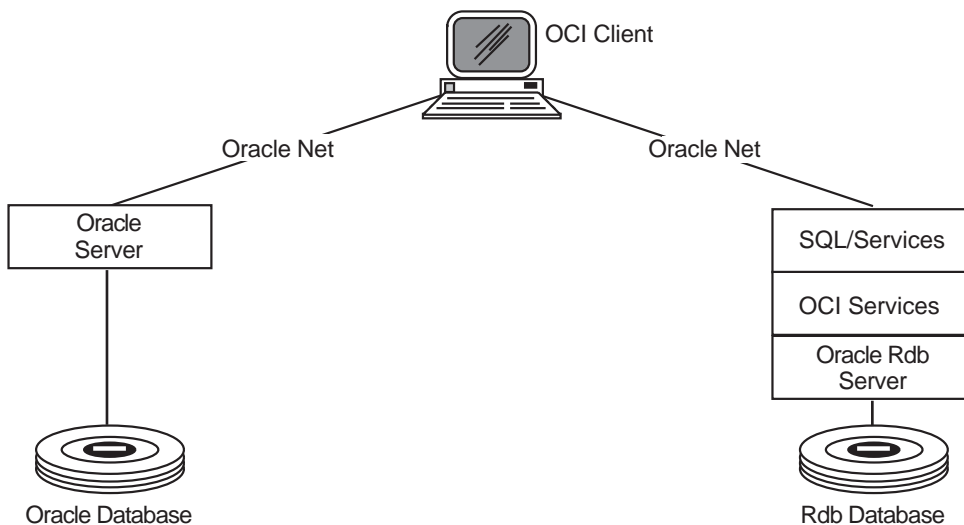 OCI Client
Oracle Net
Oracle Net
Oracle
Server
SQL/Services
OCI Services
Oracle Rdb
Server
Oracle Database
Rdb Database